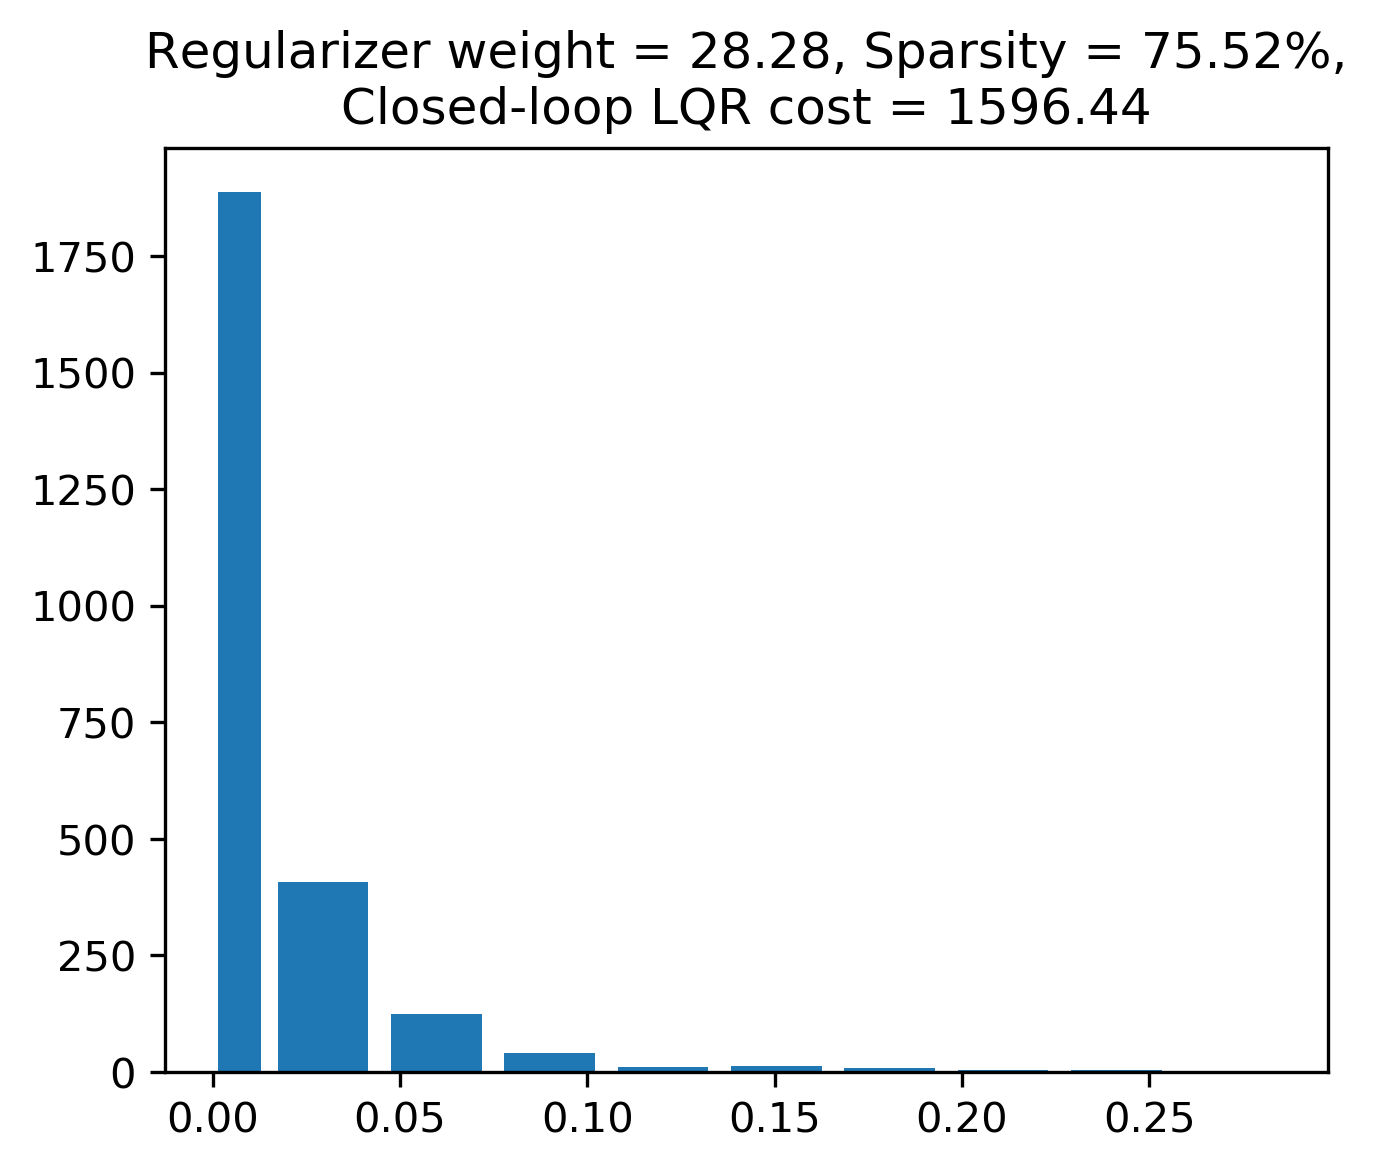 Regularizer weight = 28.28, Sparsity = 75.52%,
Closed-loop LQR cost = 1596.44
1750
1500
1250
1000
750
500
250
0
0.00 0.05 0.10 0.15 0.20 0.25